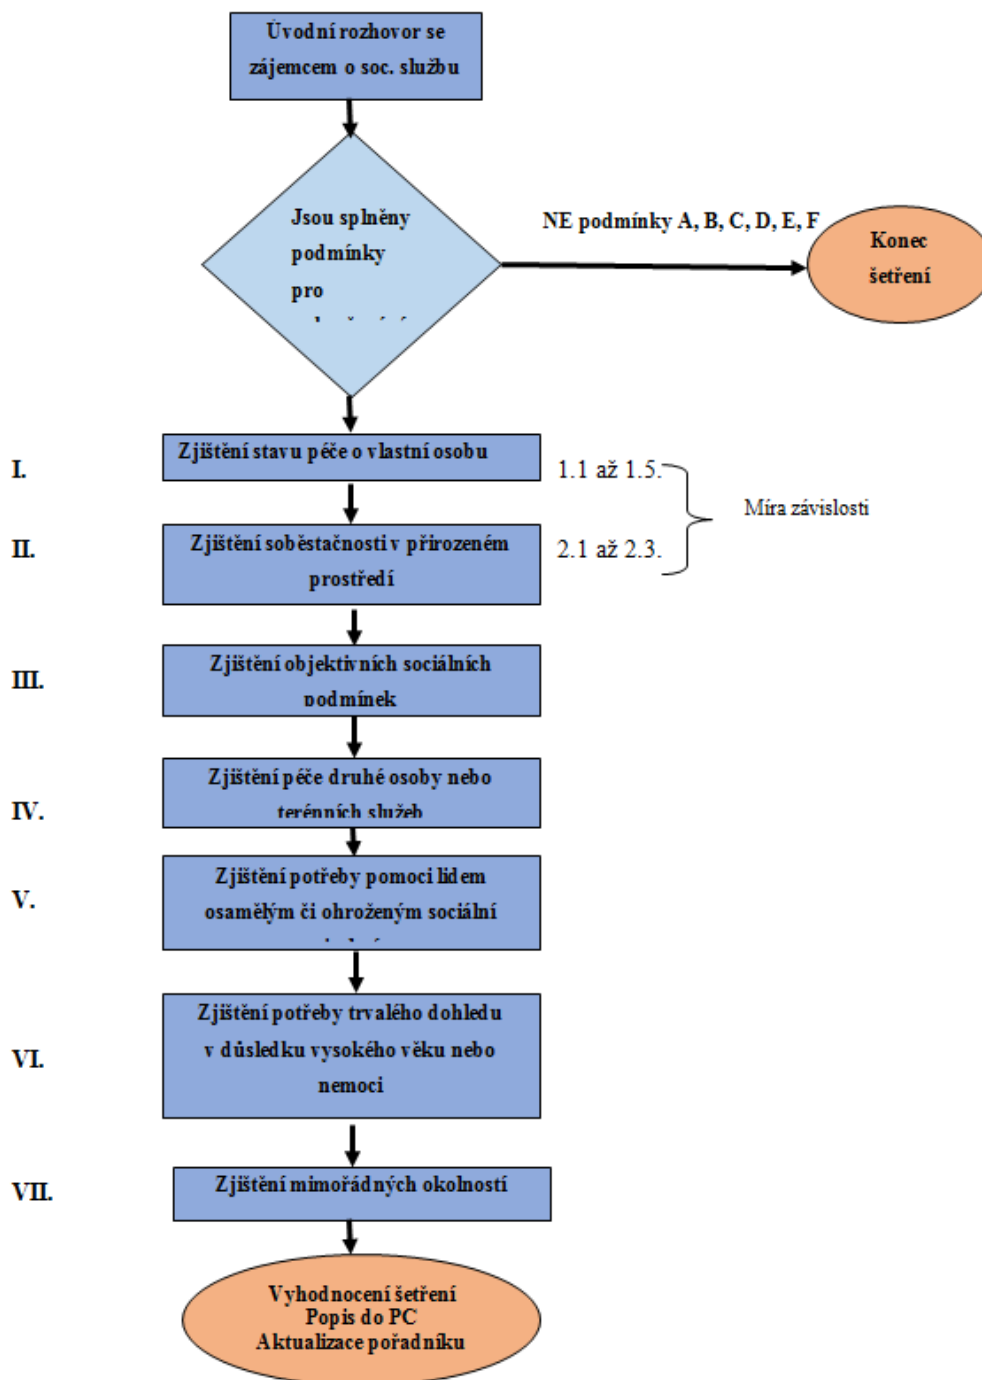 Úvodní rozhovor se
zájemcem o soc. službu
Jsou splněny
podmínky
pro
NE podmínky A, B, C, D, E, F
Konec
šetření
I.
Zjištění stavu péče o vlastní osobu
1.1 až 1.5.
Míra závislosti
II.
Zjištění soběstačnosti v přirozeném
prostředí
2.1 až 2.3.
III.
Zjištění objektivních sociálních
podmínek
IV.
Zjištění péče druhé osoby nebo
terénních služeb
V.
Zjištění potřeby pomoci lidem
osamělým či ohroženým sociální
VI.
Zjištění potřeby trvalého dohledu
v důsledku vysokého věku nebo
nemoci
VII.
Zjištění mimořádných okolností
Vyhodnocení šetření
Popis do PC
Aktualizace pořadníku